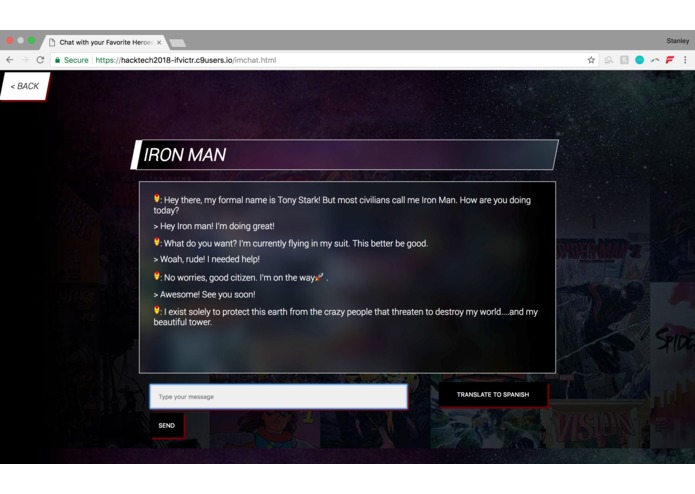 Chat with your Favorite Heroes
Stanley
Secure
https://hacktech2018-ifvictr.c9users.io/imchat.html
< BACK
IRON MAN
: Hey there, my formal name is Tony Stark! But most civilians call me Iron Man. How are you doing
today?
> Hey Iron man! I'm doing great!
: What do you want? I'm currently flying in my suit. This better be good.
> Woah, rude! I needed help!
: No worries, good citizen. I'm on the way🚀 .
> Awesome! See you soon!
: I exist solely to protect this earth from the crazy people that threaten to destroy my world....and my
beautiful tower.
Type your message
TRANSLATE TO SPANISH
SEND